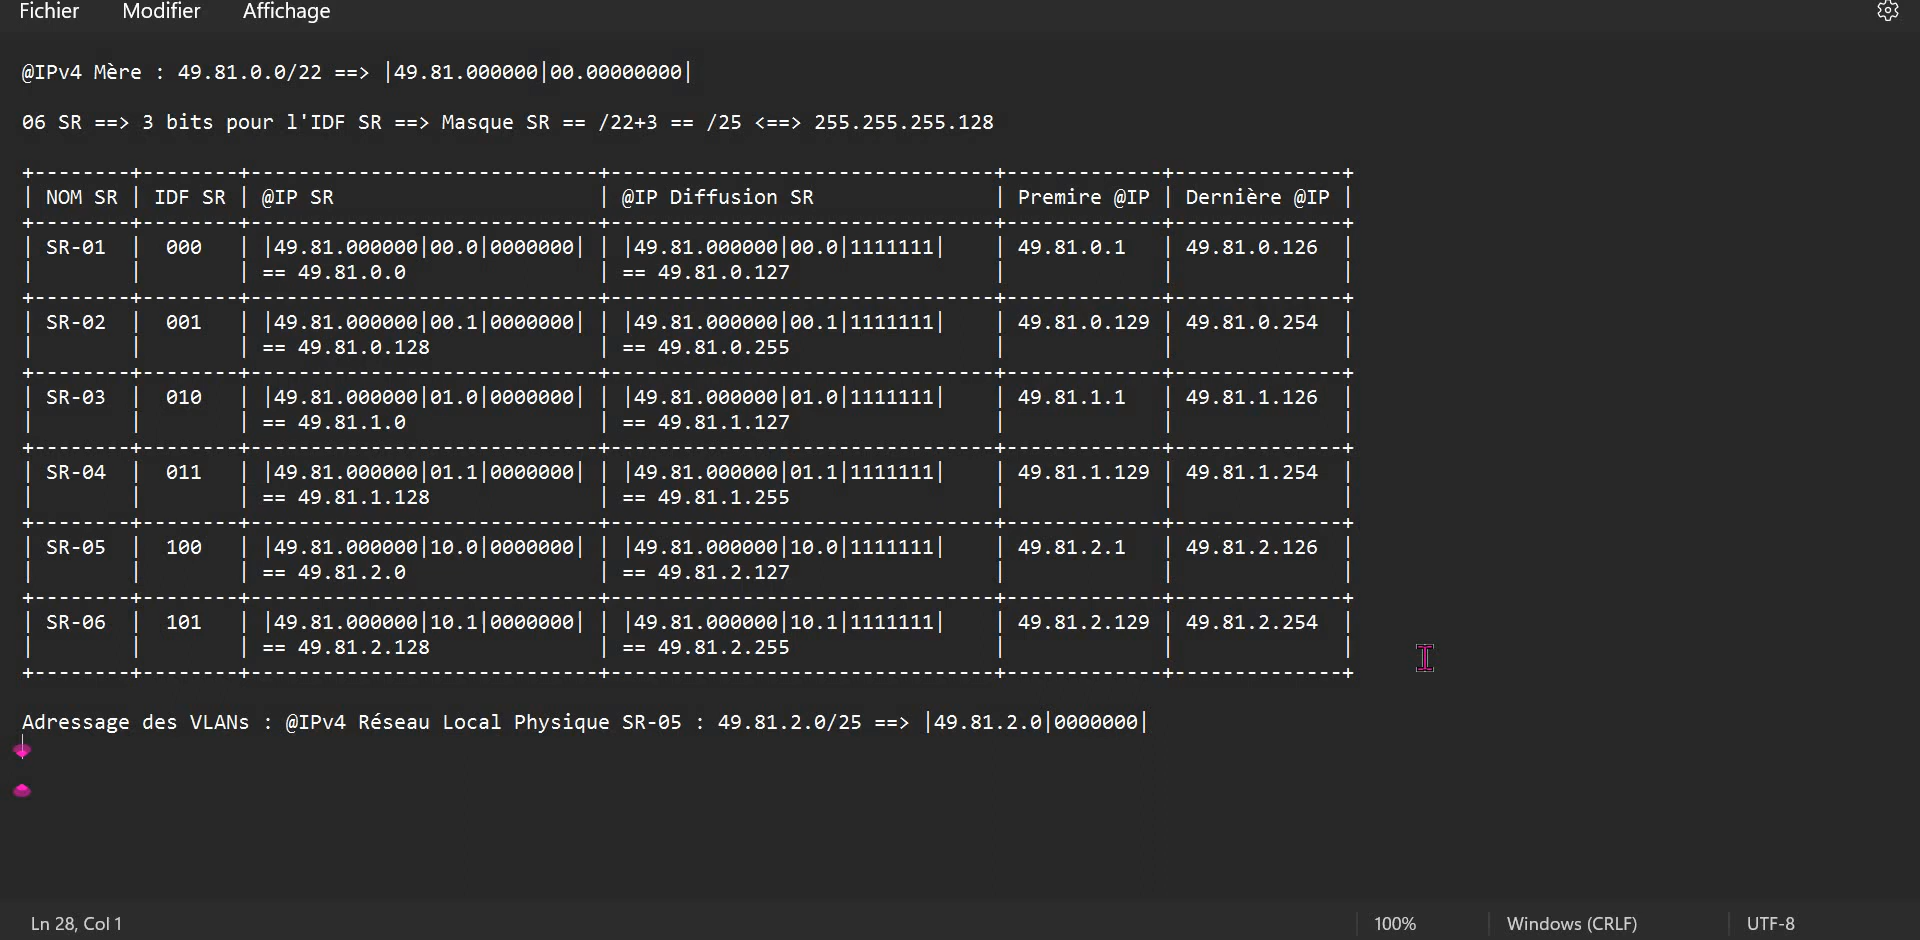 Fichier Modifier Affichage
@IPv4 Mère : 49.81.0.0/22 ==> |49.81.000000|00.00000000|
06 SR ==> 3 bits pour l'IDF SR ==> Masque SR == /22+3 == /25 <==> 255.255.255.128
+--------+--------+-----------------------------+--------------------------------+-------------+--------------+
| NOM SR | IDF SR | @IP SR | @IP Diffusion SR | Premire @IP | Dernière @IP |
+--------+--------+-----------------------------+--------------------------------+-------------+--------------+
| SR-01 | 000 | |49.81.000000|00.0|0000000| | |49.81.000000|00.0|1111111| | 49.81.0.1 | 49.81.0.126 |
| | | == 49.81.0.0 | == 49.81.0.127 | | |
+--------+--------+-----------------------------+--------------------------------+-------------+--------------+
| SR-02 | 001 | |49.81.000000|00.1|0000000| | |49.81.000000|00.1|1111111| | 49.81.0.129 | 49.81.0.254 |
| | | == 49.81.0.128 | == 49.81.0.255 | | |
+--------+--------+-----------------------------+--------------------------------+-------------+--------------+
| SR-03 | 010 | |49.81.000000|01.0|0000000| | |49.81.000000|01.0|1111111| | 49.81.1.1 | 49.81.1.126 |
| | | == 49.81.1.0 | == 49.81.1.127 | | |
+--------+--------+-----------------------------+--------------------------------+-------------+--------------+
| SR-04 | 011 | |49.81.000000|01.1|0000000| | |49.81.000000|01.1|1111111| | 49.81.1.129 | 49.81.1.254 |
| | | == 49.81.1.128 | == 49.81.1.255 | | |
+--------+--------+-----------------------------+--------------------------------+-------------+--------------+
| SR-05 | 100 | |49.81.000000|10.0|0000000| | |49.81.000000|10.0|1111111| | 49.81.2.1 | 49.81.2.126 |
| | | == 49.81.2.0 | == 49.81.2.127 | | |
+--------+--------+-----------------------------+--------------------------------+-------------+--------------+
| SR-06 | 101 | |49.81.000000|10.1|0000000| | |49.81.000000|10.1|1111111| | 49.81.2.129 | 49.81.2.254 |
| | | == 49.81.2.128 | == 49.81.2.255 | | |
+--------+--------+-----------------------------+--------------------------------+-------------+--------------+
Adressage des VLANs : @IPv4 Réseau Local Physique SR-05 : 49.81.2.0/25 ==> |49.81.2.0|0000000|
Ln 28, Col 1 100% Windows (CRLF) UTF-8